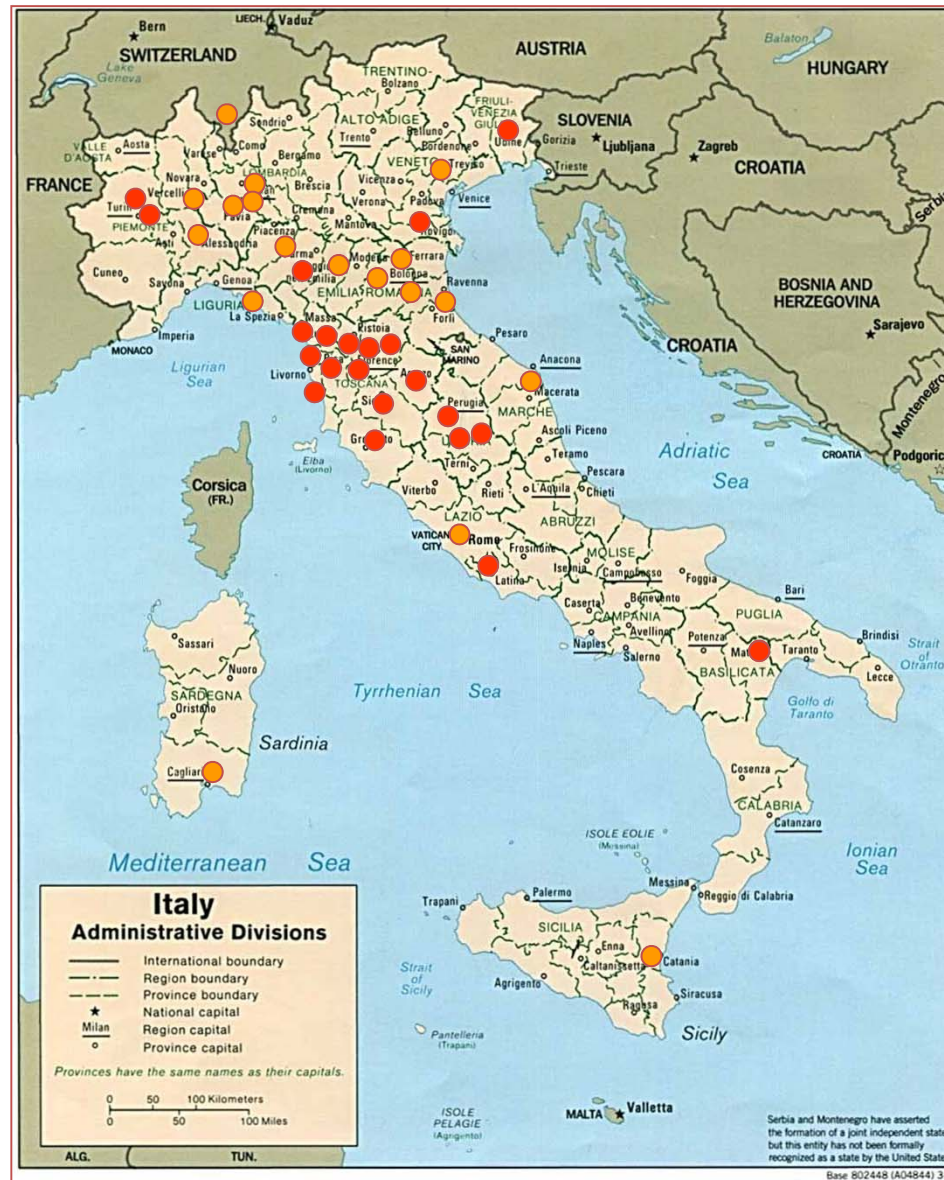 LIECH.
Vaduz
Bern
SWITZERLAND
AUSTRIA
Balaton
HUNGARY
Lake
Geneva
TRENTINO-
Bolzano
ALTO ADIGE
FRIULI-
VENEZIA
Sondrio
Trento
Belluno
Udine
Gorizia
SLOVENIA
Ljubljana
Zagreb
VALLE
D'AOSTA
Aosta
Varese
Como
Bergamo
VENETO
Treviso
Trieste
CROATIA
FRANCE
Novara
LOMBARDIA
Brescia
Vicenza
Verona
Padova
Venice
Serbia
Vercelli
Pavia
Cremona
Mantova
Rovigo
Turin
PIEMONTE
Asti
Alessandria
Piacenza
Ferrara
Modena
Bologna
Cuneo
Savona
Genoa
EMILIA-ROMAGNA
Ravenna
BOSNIA AND
HERZEGOVINA
LIGURIA
La Spezia
Forli
Imperia
MONACO
Massa
Pistoia
Pesaro
SAN
MARINO
Sarajevo
Ligurian
Sea
Livorno
Florence
TOSCANA
Arezzo
Anacona
Macerata
MARCHE
CROATIA
Montenegro
Perugia
Ascoli Piceno
Adriatic
Sea
CROATIA
Podgoric
Elba
(Livorno)
Terni
Teramo
Pescara
Corsica
(FR.)
Viterbo
Rieti
L'Aquila
Chieti
LAZIO
ABRUZZI
VATICAN
CITY
Rome
Frosinone
MOLISE
Latina
Isernia
Campobasso
Foggia
Bari
Caserta
Benevento
CAMPANIA
PUGLIA
Sassari
Naples
Avellino
Potenza
Brindisi
Strait
of
Otranto
Nuoro
Salerno
Taranto
Lecce
BASILICATA
SARDEGNA
Oristano
Tyrrhenian Sea
Golfo di
Taranto
Sardinia
Cagliari
Cosenza
CALABRIA
Catanzaro
ISOLE EOLIE
(Messina)
Ionian
Sea
Mediterranean Sea
Messina
Reggio di Calabria
Trapani
Palermo
SICILIA
Enna
Caltanissetta
Catania
Strait
of
Sicily
Agrigento
Siracusa
Ragusa
Sicily
Pantelleria
(Trapani)
ISOLE
PELAGIE
(Agrigento)
MALTA
Valletta
Italy
Administrative Divisions
International boundary
Region boundary
Province boundary
National capital
Milan
Region capital
Province capital
Provinces have the same names as their capitals.
0 50 100 Kilometers
0 50 100 Miles
ALG.
TUN.
Serbia and Montenegro have asserted
the formation of a joint independent state
but this entity has not been formally
recognized as a state by the United State
Base 802448 (A04844) 3